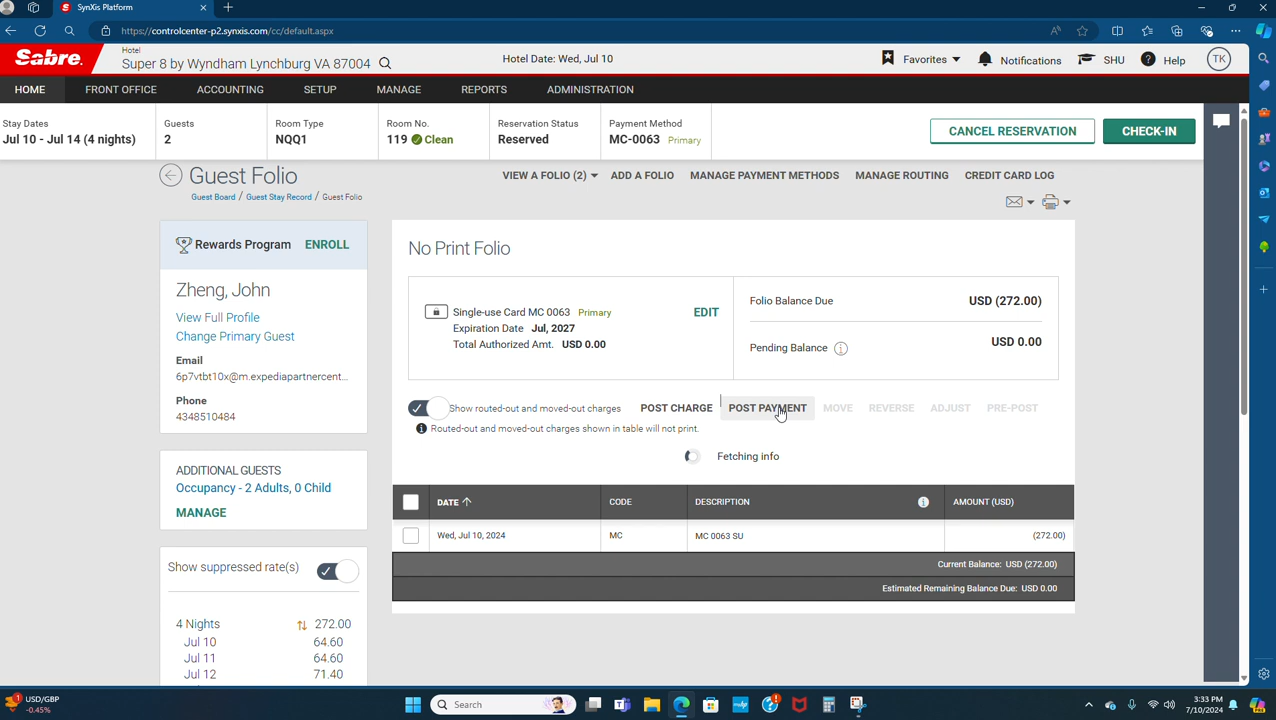 SynXis Platform
https://controlcenter-p2.synxis.com/cc/default.aspx
Sabre.
Hotel
Super 8 by Wyndham Lynchburg VA 87004
Hotel Date: Wed, Jul 10
Favorites
Notifications
SHU
Help
TK
HOME
FRONT OFFICE
ACCOUNTING
SETUP
MANAGE
REPORTS
ADMINISTRATION
Stay Dates
Jul 10 - Jul 14 (4 nights)
Guests
2
Room Type
NQQ1
Room No.
119 Clean
Reservation Status
Reserved
Payment Method
MC-0063 Primary
CANCEL RESERVATION
CHECK-IN
Guest Folio
Guest Board / Guest Stay Record / Guest Folio
VIEW A FOLIO (2)
ADD A FOLIO
MANAGE PAYMENT METHODS
MANAGE ROUTING
CREDIT CARD LOG
Rewards Program ENROLL
Zheng, John
View Full Profile
Change Primary Guest
Email
6p7vtbt10x@m.expediapartnercent...
Phone
4348510484
ADDITIONAL GUESTS
Occupancy - 2 Adults, 0 Child
MANAGE
Show suppressed rate(s)
4 Nights 272.00
Jul 10 64.60
Jul 11 64.60
Jul 12 71.40
No Print Folio
Single-use Card MC 0063 Primary
EDIT
Expiration Date Jul, 2027
Total Authorized Amt. USD 0.00
Folio Balance Due USD (272.00)
Pending Balance USD 0.00
Show routed-out and moved-out charges
POST CHARGE
POST PAYMENT
MOVE
REVERSE
ADJUST
PRE-POST
Routed-out and moved-out charges shown in table will not print.
Fetching info
DATE CODE DESCRIPTION AMOUNT (USD)
Wed, Jul 10, 2024 MC MC 0063 SU (272.00)
Current Balance: USD (272.00)
Estimated Remaining Balance Due: USD 0.00
USD/GBP
-0.45%
Search
3:33 PM
7/10/2024